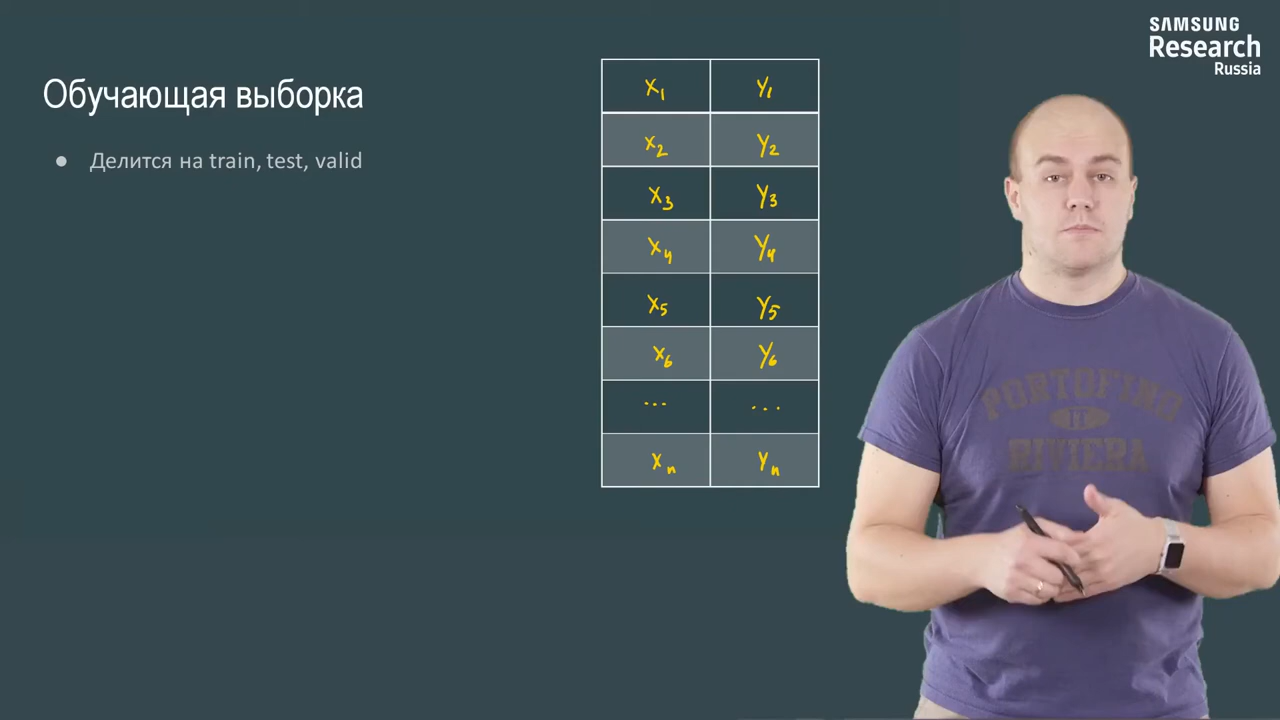 SAMSUNG
Research
Russia
Обучающая выборка
● Делится на train, test, valid
x₁ y₁
x₂ y₂
x₃ y₃
x₄ y₄
x₅ y₅
x₆ y₆
... ...
xₙ yₙ
PORTOFINO
IT
RIVIERA